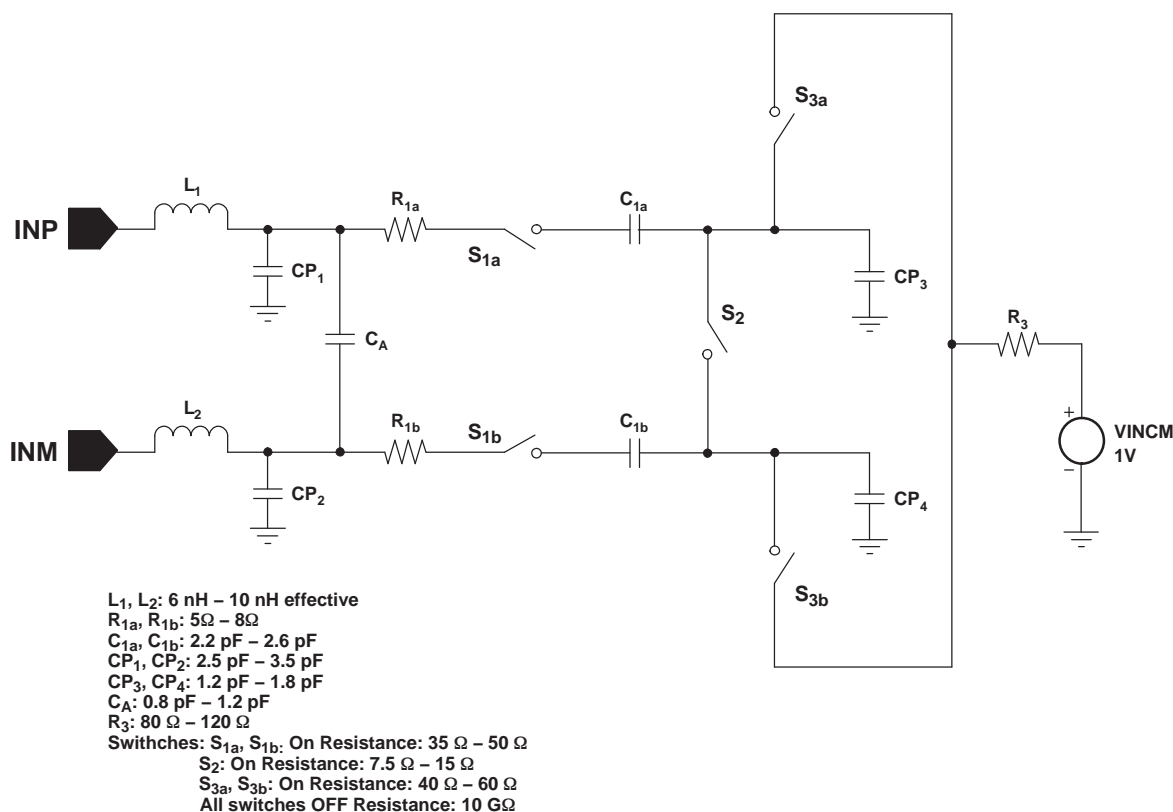 S3a
L1
R1a
C1a
INP
S1a
CP1
CP3
S2
R3
CA
L2
R1b
S1b
C1b
INM
+
VINCM
1V
−
CP2
CP4
S3b
L1, L2: 6 nH – 10 nH effective
R1a, R1b: 5Ω – 8Ω
C1a, C1b: 2.2 pF – 2.6 pF
CP1, CP2: 2.5 pF – 3.5 pF
CP3, CP4: 1.2 pF – 1.8 pF
CA: 0.8 pF – 1.2 pF
R3: 80 Ω – 120 Ω
Swithches: S1a, S1b: On Resistance: 35 Ω – 50 Ω
S2: On Resistance: 7.5 Ω – 15 Ω
S3a, S3b: On Resistance: 40 Ω – 60 Ω
All switches OFF Resistance: 10 GΩ